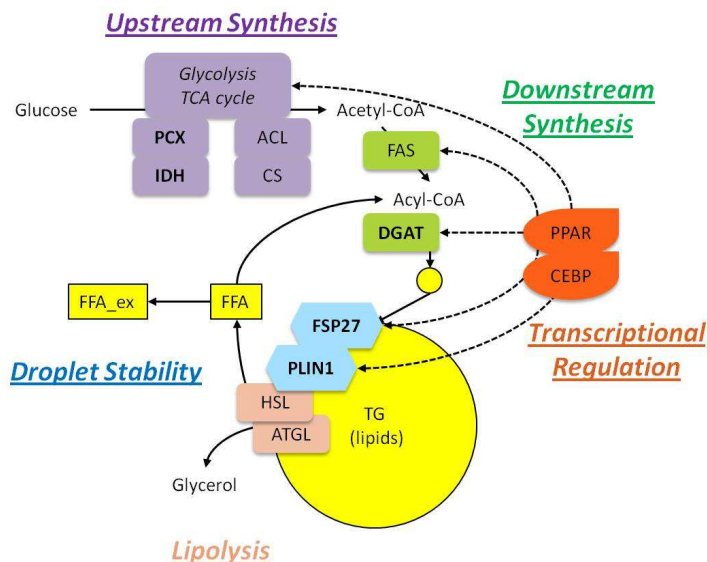 Upstream Synthesis
Glycolysis
TCA cycle
Glucose
Acetyl-CoA
Downstream
Synthesis
PCX
ACL
FAS
IDH
CS
Acyl-CoA
DGAT
PPAR
CEBP
FFA_ex
FFA
FSP27
Transcriptional
Regulation
Droplet Stability
PLIN1
HSL
TG
(lipids)
ATGL
Glycerol
Lipolysis